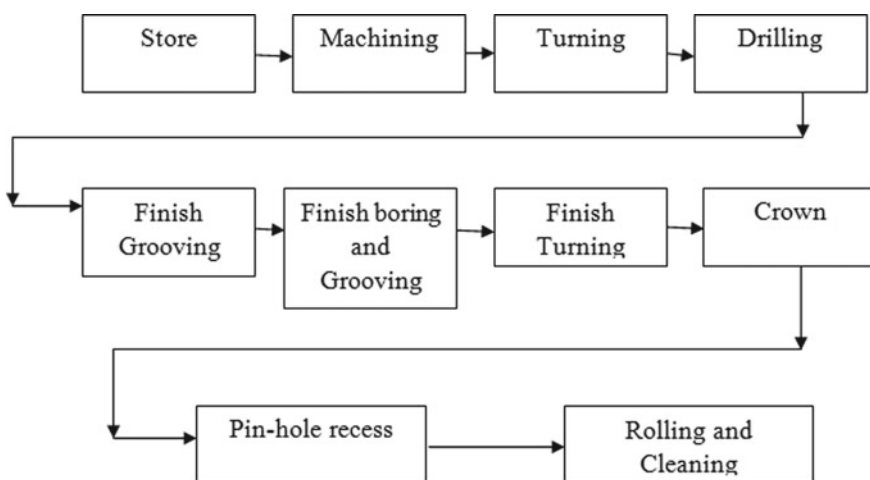 Store
Machining
Turning
Drilling
Finish
Grooving
Finish boring
and
Grooving
Finish
Turning
Crown
Pin-hole recess
Rolling and
Cleaning